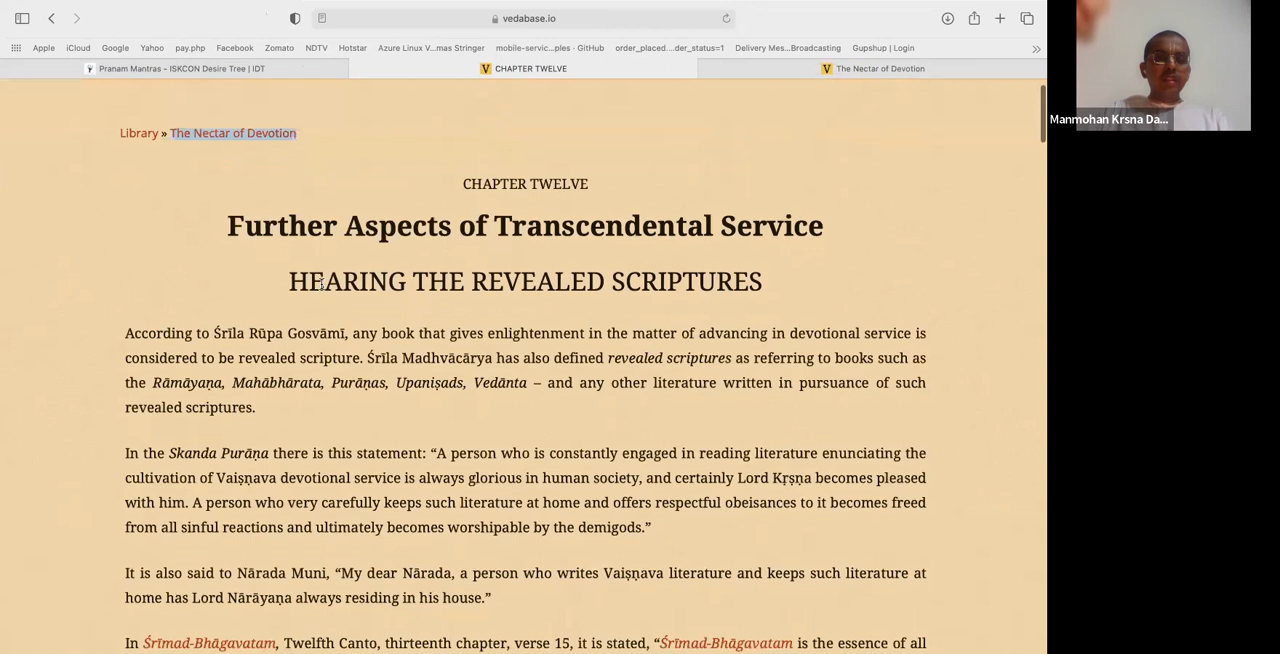 vedabase.io
Apple iCloud Google Yahoo pay.php Facebook Zomato NDTV Hotstar Azure Linux V...mas Stringer mobile-servic...ples · GitHub order_placed....der_status=1 Delivery Mes...Broadcasting Gupshup | Login
Pranam Mantras - ISKCON Desire Tree | IDT
V CHAPTER TWELVE
V The Nectar of Devotion
Manmohan Krsna Da...
Library » The Nectar of Devotion
CHAPTER TWELVE
Further Aspects of Transcendental Service
HEARING THE REVEALED SCRIPTURES
According to Śrīla Rūpa Gosvāmī, any book that gives enlightenment in the matter of advancing in devotional service is
considered to be revealed scripture. Śrīla Madhvācārya has also defined revealed scriptures as referring to books such as
the Rāmāyaṇa, Mahābhārata, Purāṇas, Upaniṣads, Vedānta – and any other literature written in pursuance of such
revealed scriptures.
In the Skanda Purāṇa there is this statement: “A person who is constantly engaged in reading literature enunciating the
cultivation of Vaiṣṇava devotional service is always glorious in human society, and certainly Lord Kṛṣṇa becomes pleased
with him. A person who very carefully keeps such literature at home and offers respectful obeisances to it becomes freed
from all sinful reactions and ultimately becomes worshipable by the demigods.”
It is also said to Nārada Muni, “My dear Nārada, a person who writes Vaiṣṇava literature and keeps such literature at
home has Lord Nārāyaṇa always residing in his house.”
In Śrīmad-Bhāgavatam, Twelfth Canto, thirteenth chapter, verse 15, it is stated, “Śrīmad-Bhāgavatam is the essence of all